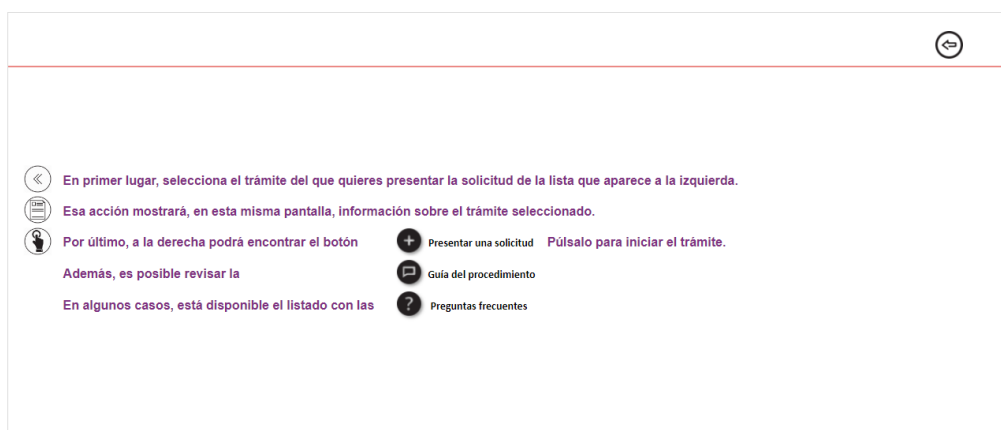 En primer lugar, selecciona el trámite del que quieres presentar la solicitud de la lista que aparece a la izquierda.
Esa acción mostrará, en esta misma pantalla, información sobre el trámite seleccionado.
Por último, a la derecha podrá encontrar el botón Presentar una solicitud Púlsalo para iniciar el trámite.
Además, es posible revisar la Guía del procedimiento
En algunos casos, está disponible el listado con las Preguntas frecuentes